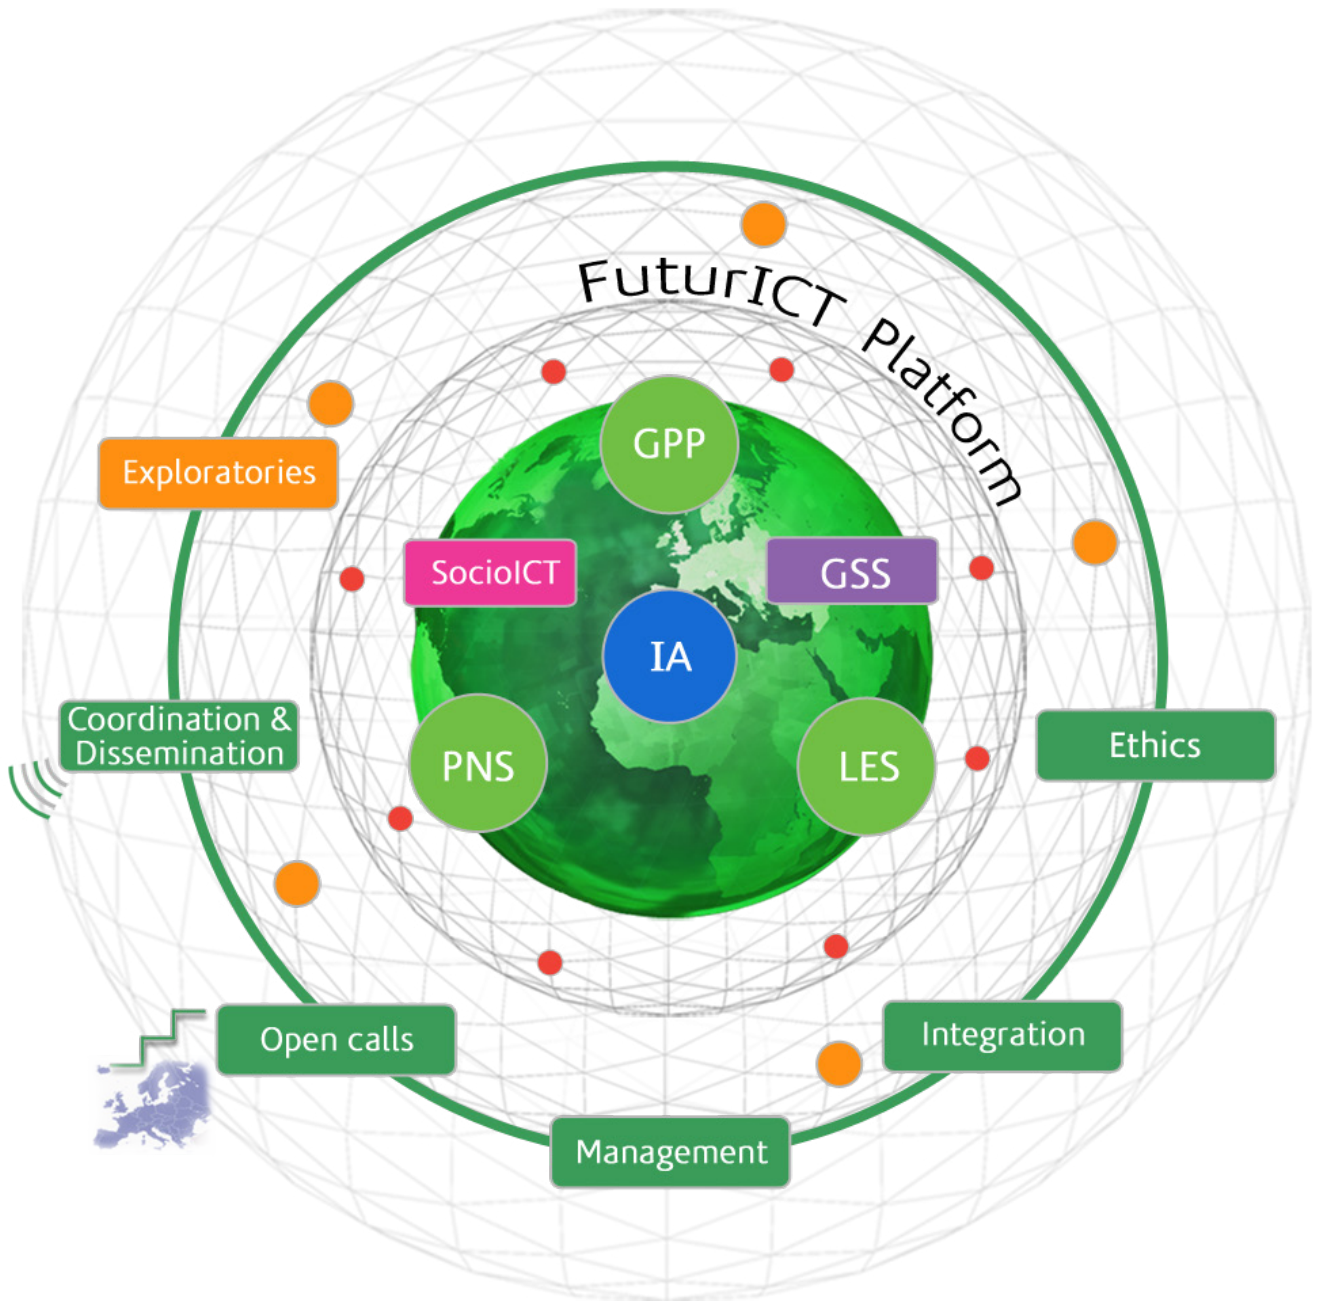 FuturICT Platform
GPP
Exploratories
SocioICT
GSS
IA
Coordination &
Dissemination
PNS
LES
Ethics
Open calls
Integration
Management